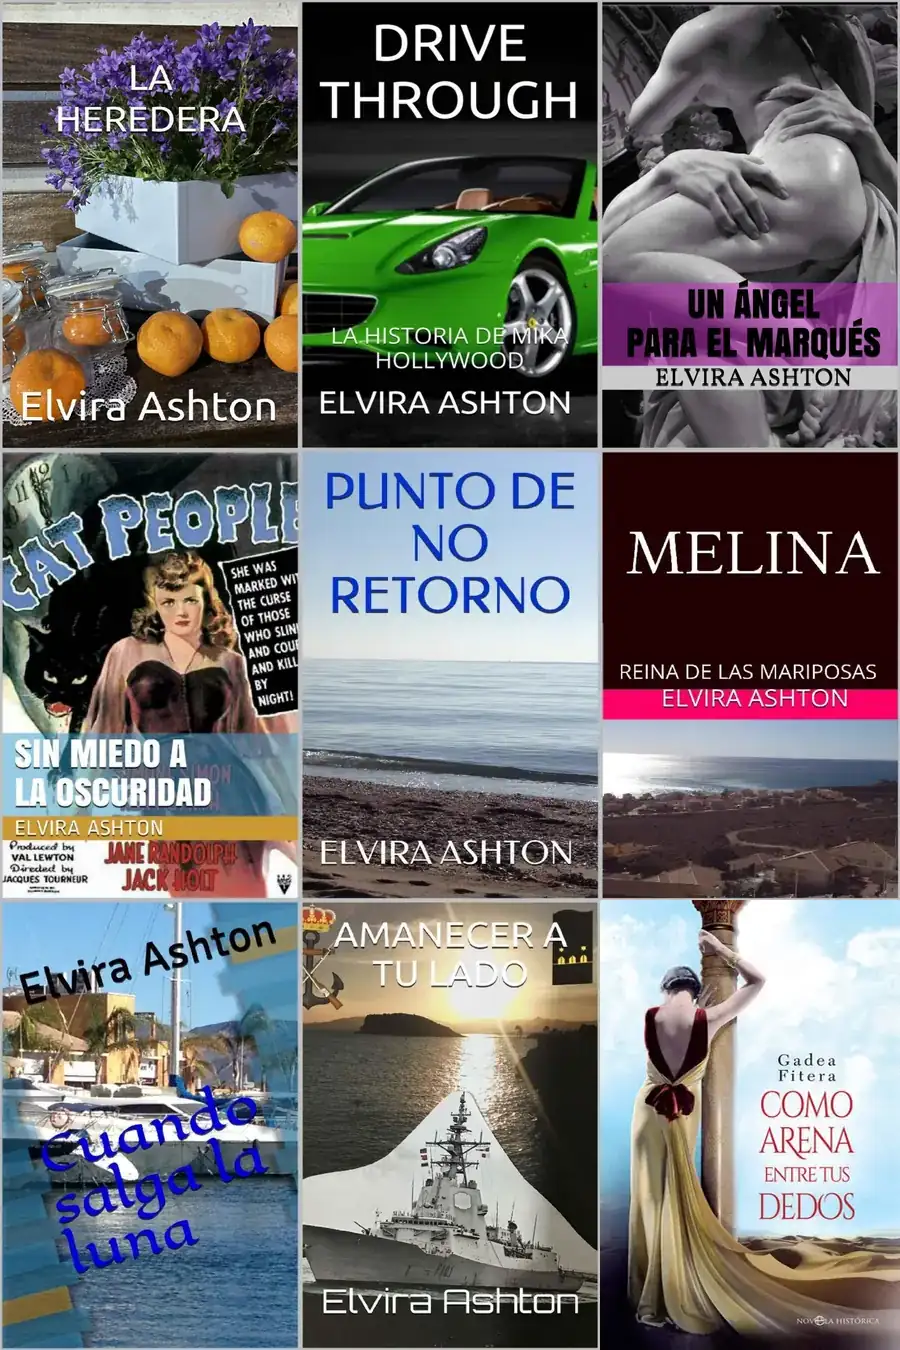 LA
HEREDERA
Elvira Ashton
DRIVE
THROUGH
LA HISTORIA DE MIKA
HOLLYWOOD
ELVIRA ASHTON
UN ÁNGEL
PARA EL MARQUÉS
ELVIRA ASHTON
CAT PEOPLE
SHE WAS
MARKED WI
THE CURSE
OF THOSE
WHO SLIN
AND COU
AND KILL
BY
NIGHT!
SIN MIEDO A
LA OSCURIDAD
ELVIRA ASHTON
Produced by
VAL LEWTON
Directed by
JACQUES TOURNEUR
JANE RANDOLPH
JACK HOLT
PUNTO DE
NO
RETORNO
ELVIRA ASHTON
MELINA
REINA DE LAS MARIPOSAS
ELVIRA ASHTON
Elvira Ashton
Cuando
salga la
luna
AMANECER A
TU LADO
Elvira Ashton
Gadea
Fitera
COMO
ARENA
ENTRE TUS
DEDOS
NOVELA HISTÓRICA